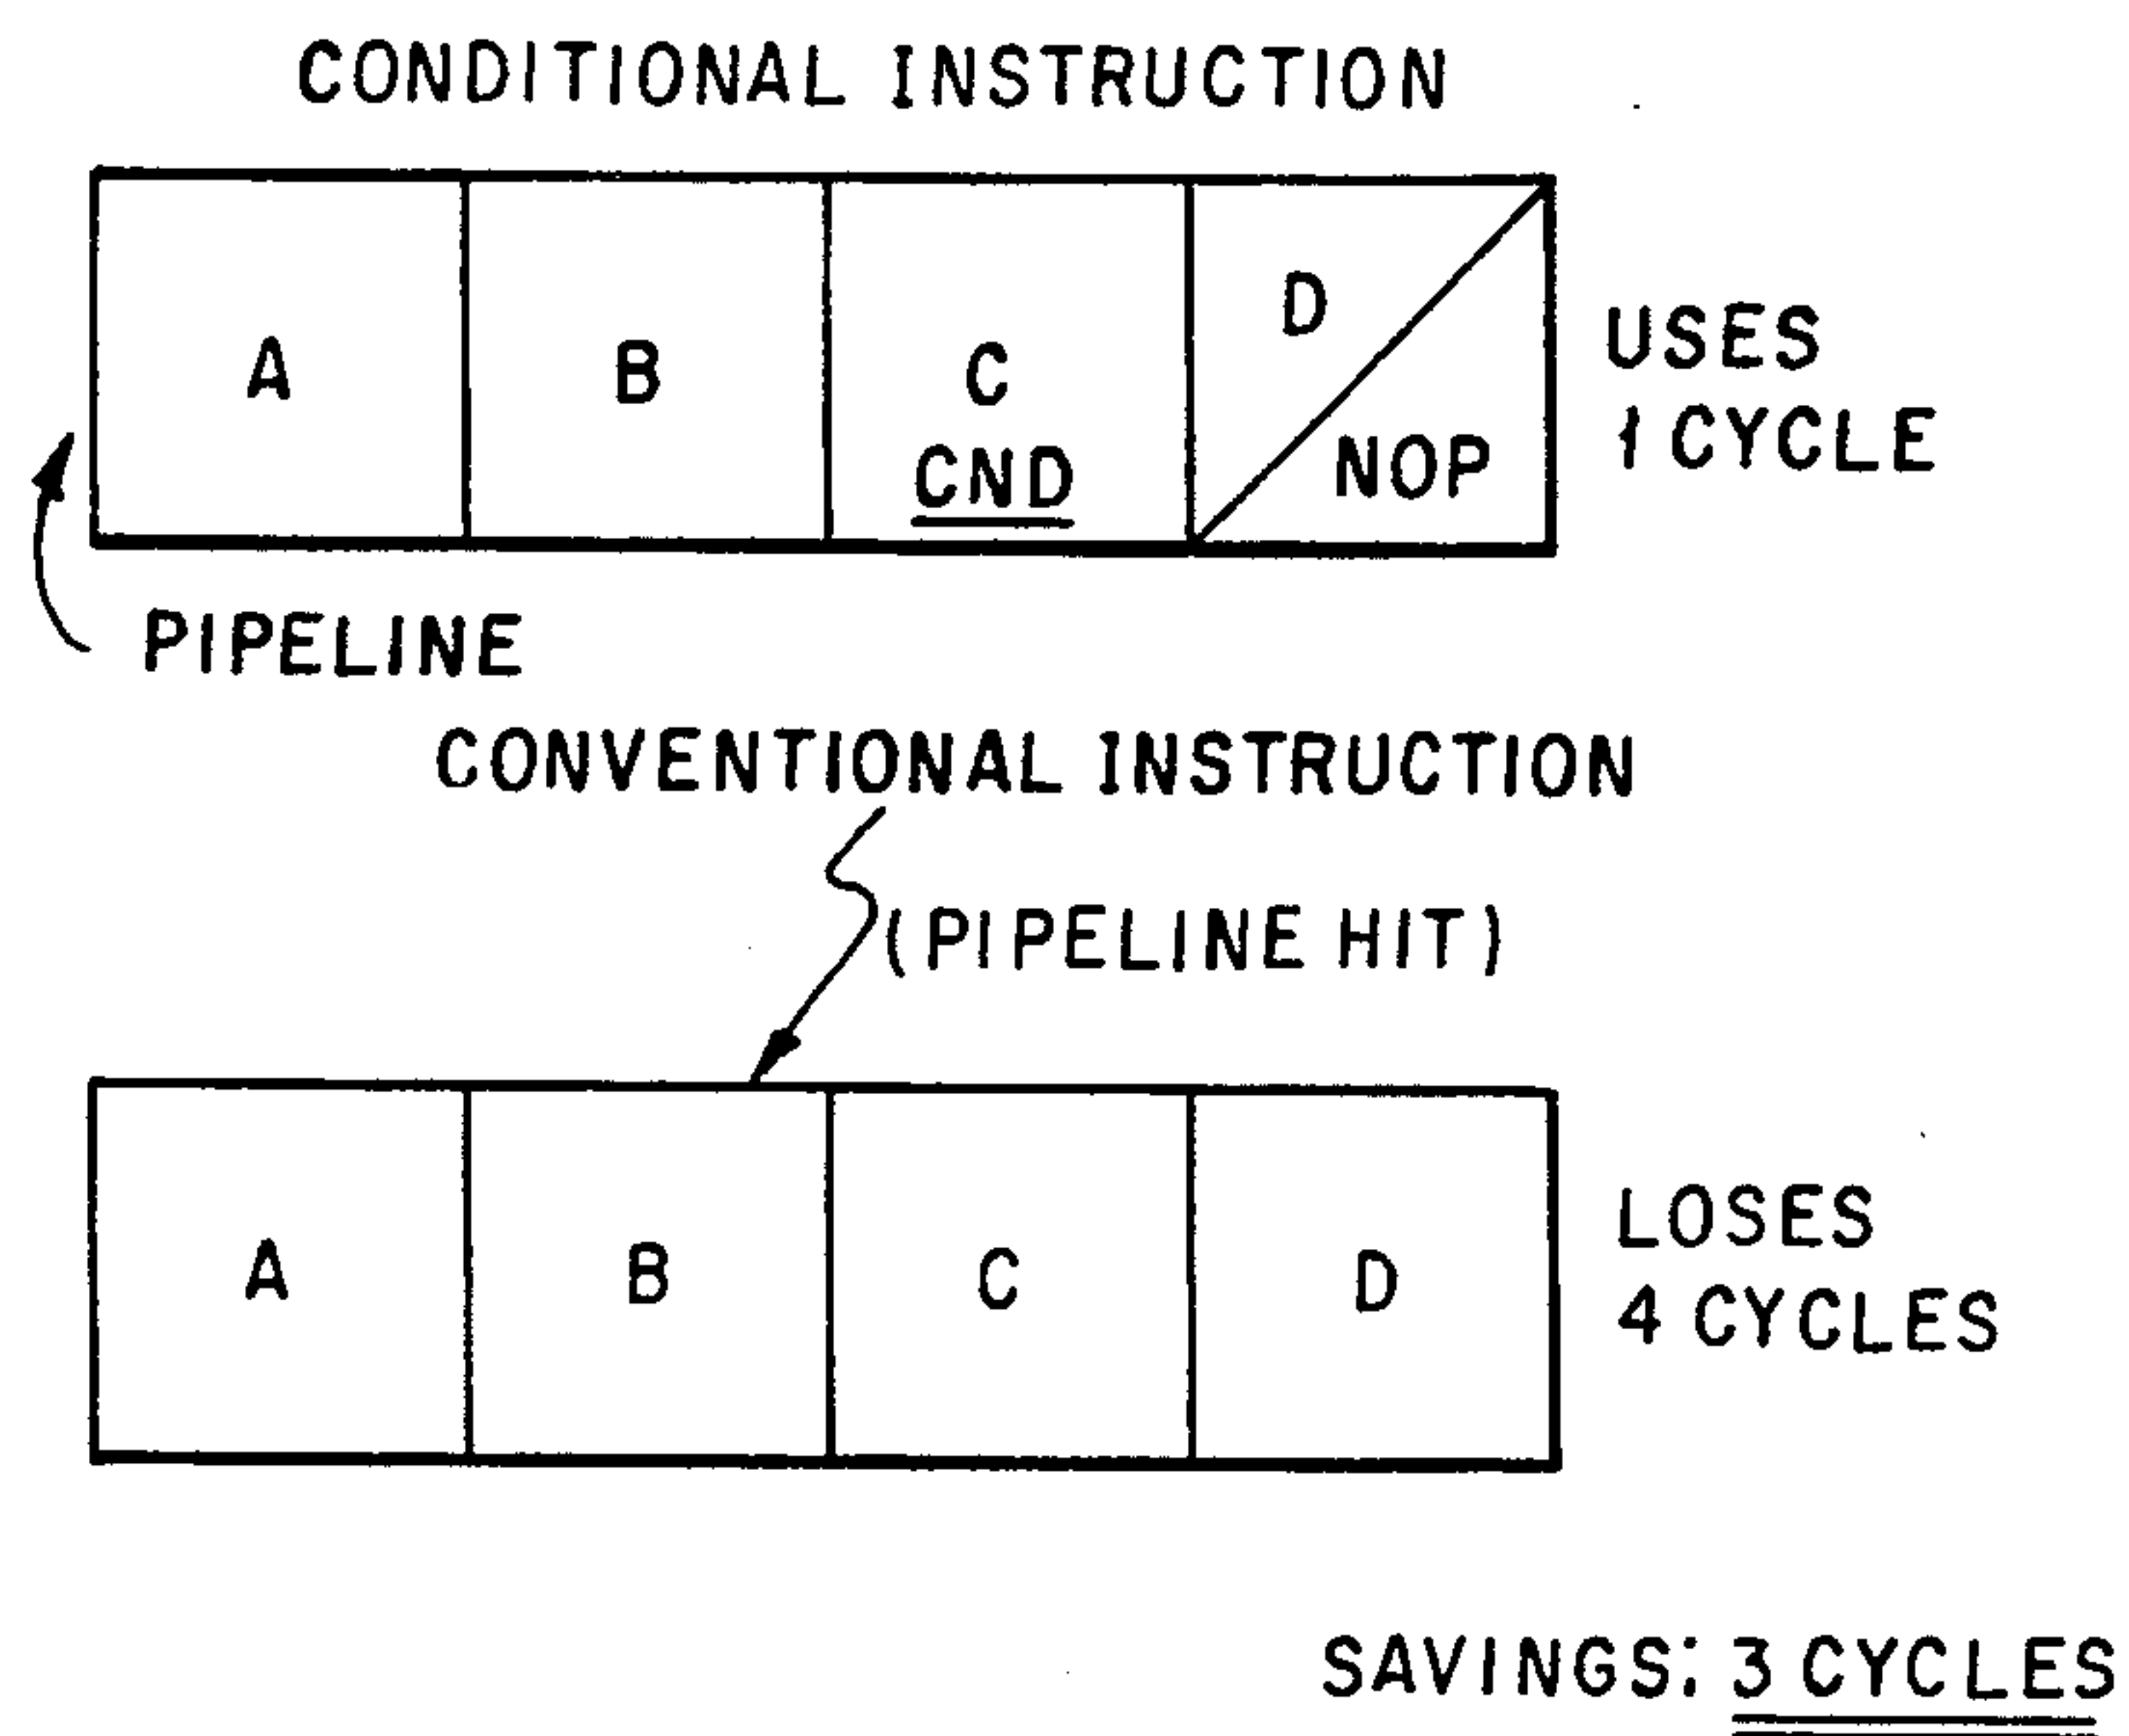 CONDITIONAL INSTRUCTION
A
B
C
CND
D
NOP
USES
1 CYCLE
PIPELINE
CONVENTIONAL INSTRUCTION
(PIPELINE HIT)
A
B
C
D
LOSES
4 CYCLES
SAVINGS: 3 CYCLES